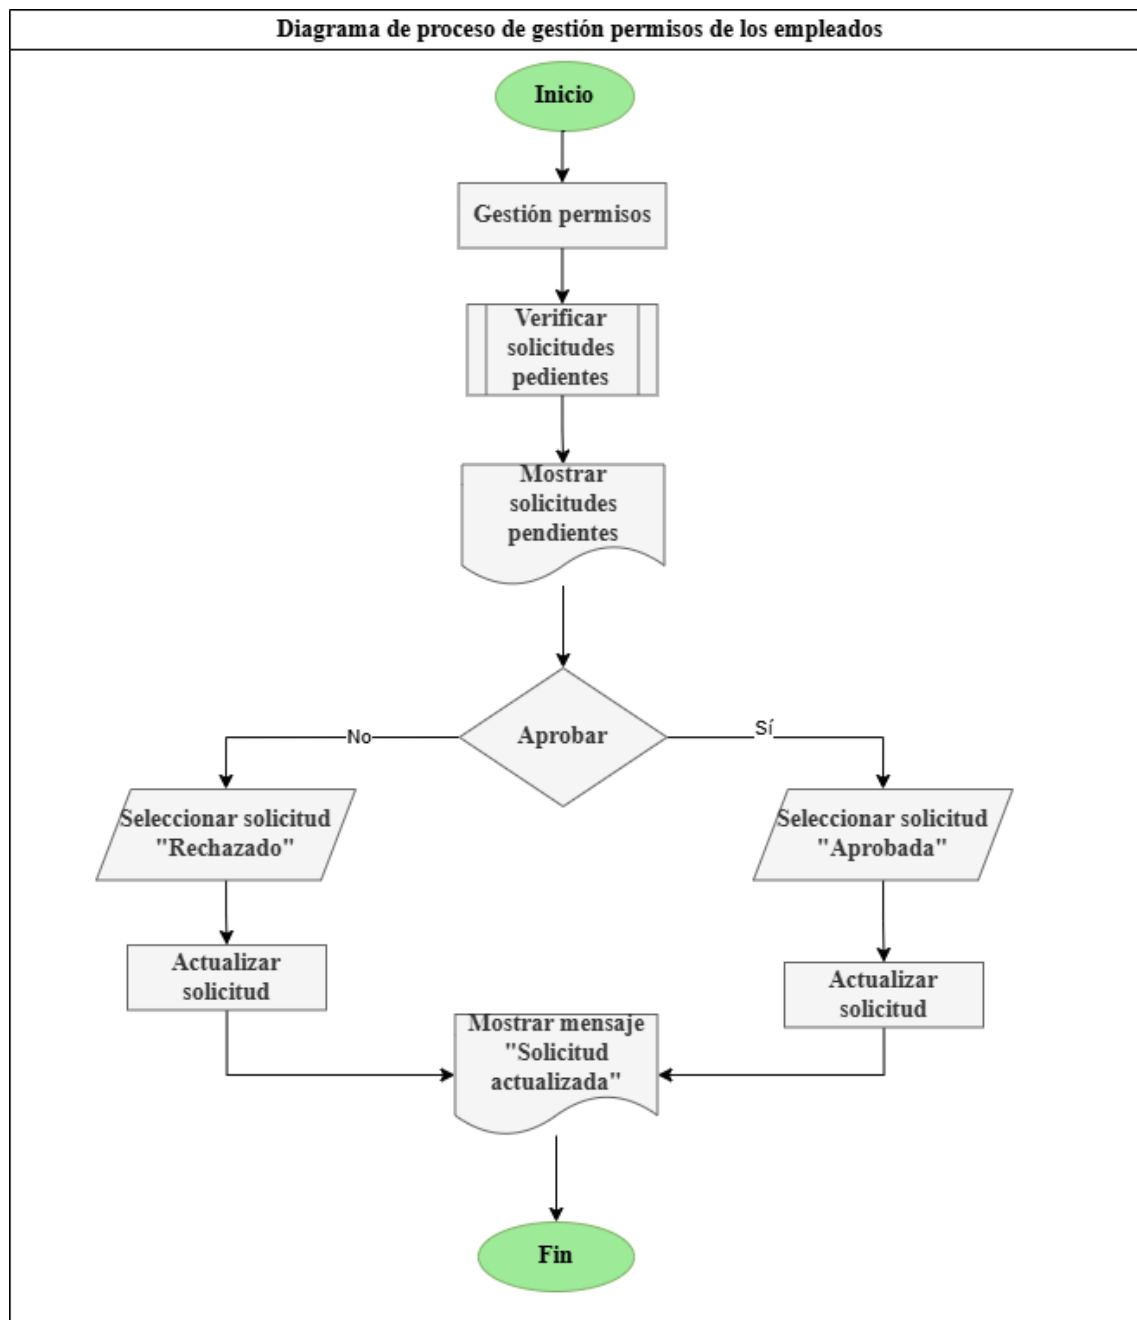 Diagrama de proceso de gestión permisos de los empleados
Inicio
Gestión permisos
Verificar
solicitudes
pedientes
Mostrar
solicitudes
pendientes
Aprobar
No
Sí
Seleccionar solicitud
"Rechazado"
Seleccionar solicitud
"Aprobada"
Actualizar
solicitud
Actualizar
solicitud
Mostrar mensaje
"Solicitud
actualizada"
Fin